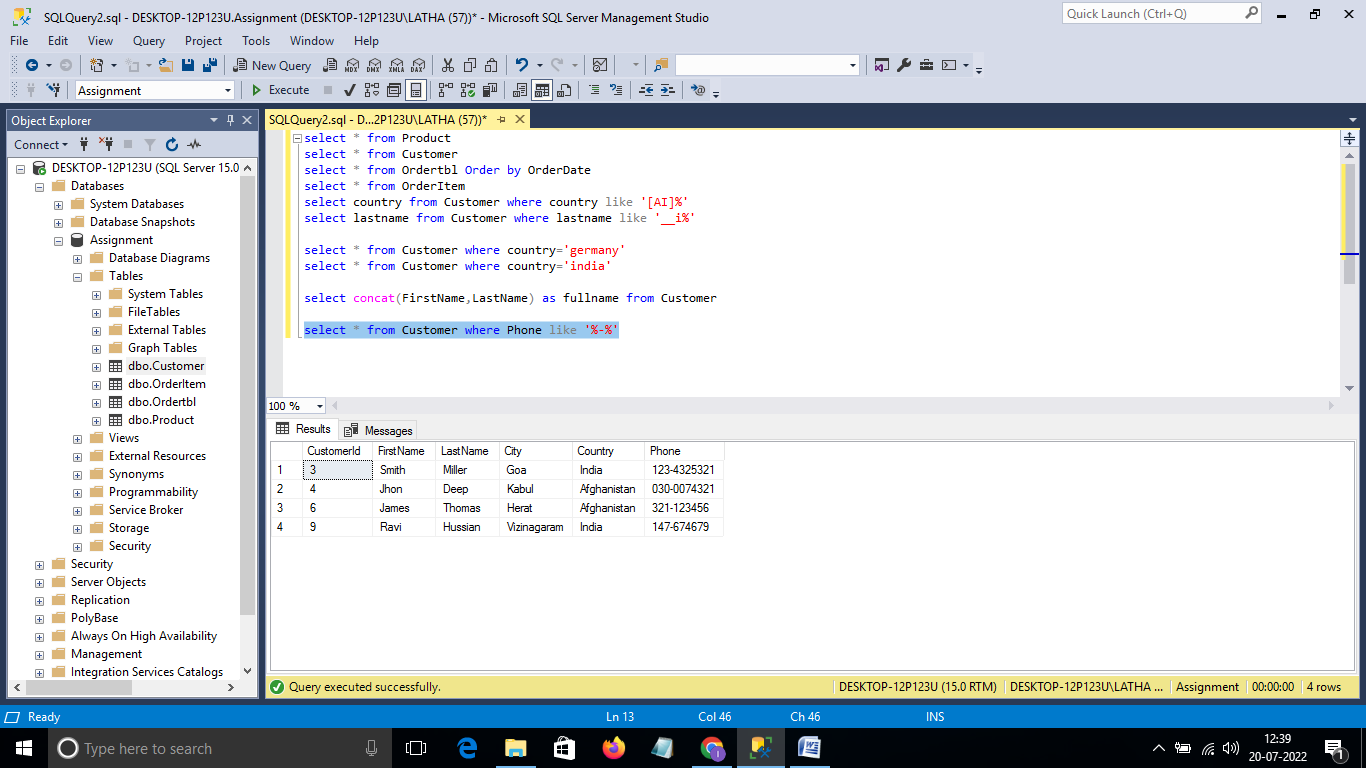 SQLQuery2.sql - DESKTOP-12P123U.Assignment (DESKTOP-12P123U\LATHA (57))* - Microsoft SQL Server Management Studio
Quick Launch (Ctrl+Q)
File Edit View Query Project Tools Window Help
New Query MDX DMX XMLA DAX
Assignment Execute
Object Explorer
Connect
DESKTOP-12P123U (SQL Server 15.0
Databases
System Databases
Database Snapshots
Assignment
Database Diagrams
Tables
System Tables
FileTables
External Tables
Graph Tables
dbo.Customer
dbo.OrderItem
dbo.Ordertbl
dbo.Product
Views
External Resources
Synonyms
Programmability
Service Broker
Storage
Security
Security
Server Objects
Replication
PolyBase
Always On High Availability
Management
Integration Services Catalogs
SQLQuery2.sql - D...2P123U\LATHA (57))*
select * from Product
select * from Customer
select * from Ordertbl Order by OrderDate
select * from OrderItem
select country from Customer where country like '[AI]%'
select lastname from Customer where lastname like '__i%'
select * from Customer where country='germany'
select * from Customer where country='india'
select concat(FirstName,LastName) as fullname from Customer
select * from Customer where Phone like '%-%'
100 %
Results Messages
CustomerId FirstName LastName City Country Phone
1 3 Smith Miller Goa India 123-4325321
2 4 Jhon Deep Kabul Afghanistan 030-0074321
3 6 James Thomas Herat Afghanistan 321-123456
4 9 Ravi Hussian Vizinagaram India 147-674679
Query executed successfully. DESKTOP-12P123U (15.0 RTM) DESKTOP-12P123U\LATHA ... Assignment 00:00:00 4 rows
Ready Ln 13 Col 46 Ch 46 INS
Type here to search
12:39
20-07-2022
1